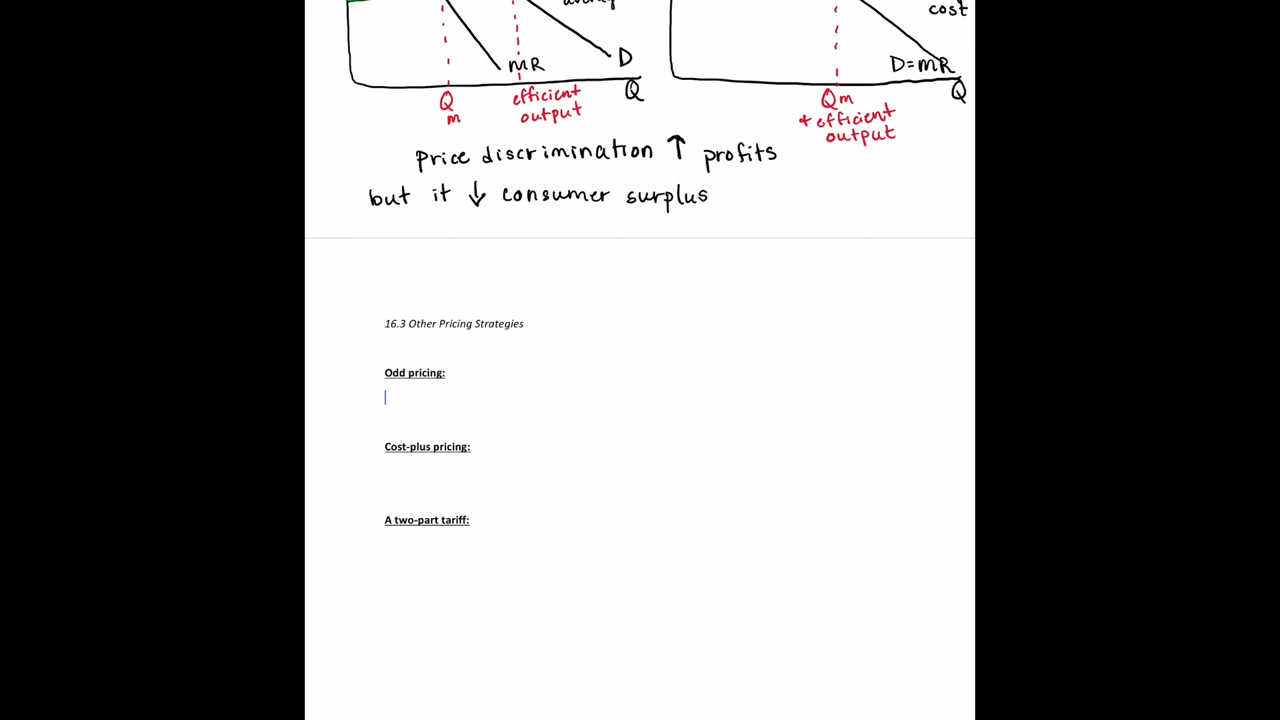 cost
MR
D
Q
D=MR
Q
Q
m
efficient
output
Qm
+ efficient
output
price discrimination ↑ profits
but it ↓ consumer surplus
16.3 Other Pricing Strategies
Odd pricing:
Cost-plus pricing:
A two-part tariff: